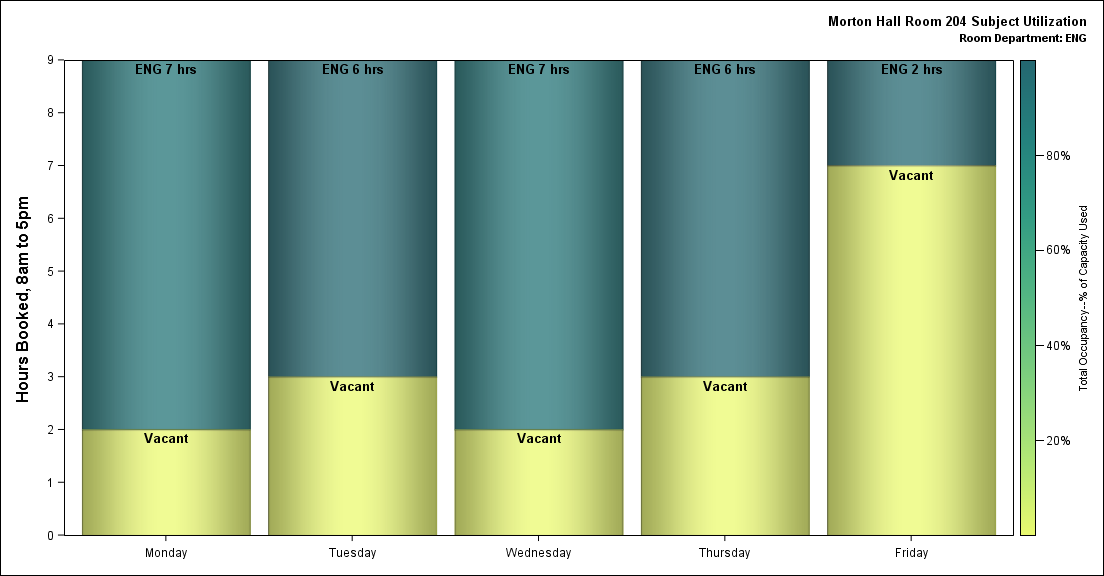 Morton Hall Room 204 Subject Utilization
Room Department: ENG
Hours Booked, 8am to 5pm
9
8
7
6
5
4
3
2
1
0
ENG 7 hrs
Vacant
ENG 6 hrs
Vacant
ENG 7 hrs
Vacant
ENG 6 hrs
Vacant
ENG 2 hrs
Vacant
Monday
Tuesday
Wednesday
Thursday
Friday
80%
60%
40%
20%
Total Occupancy--% of Capacity Used